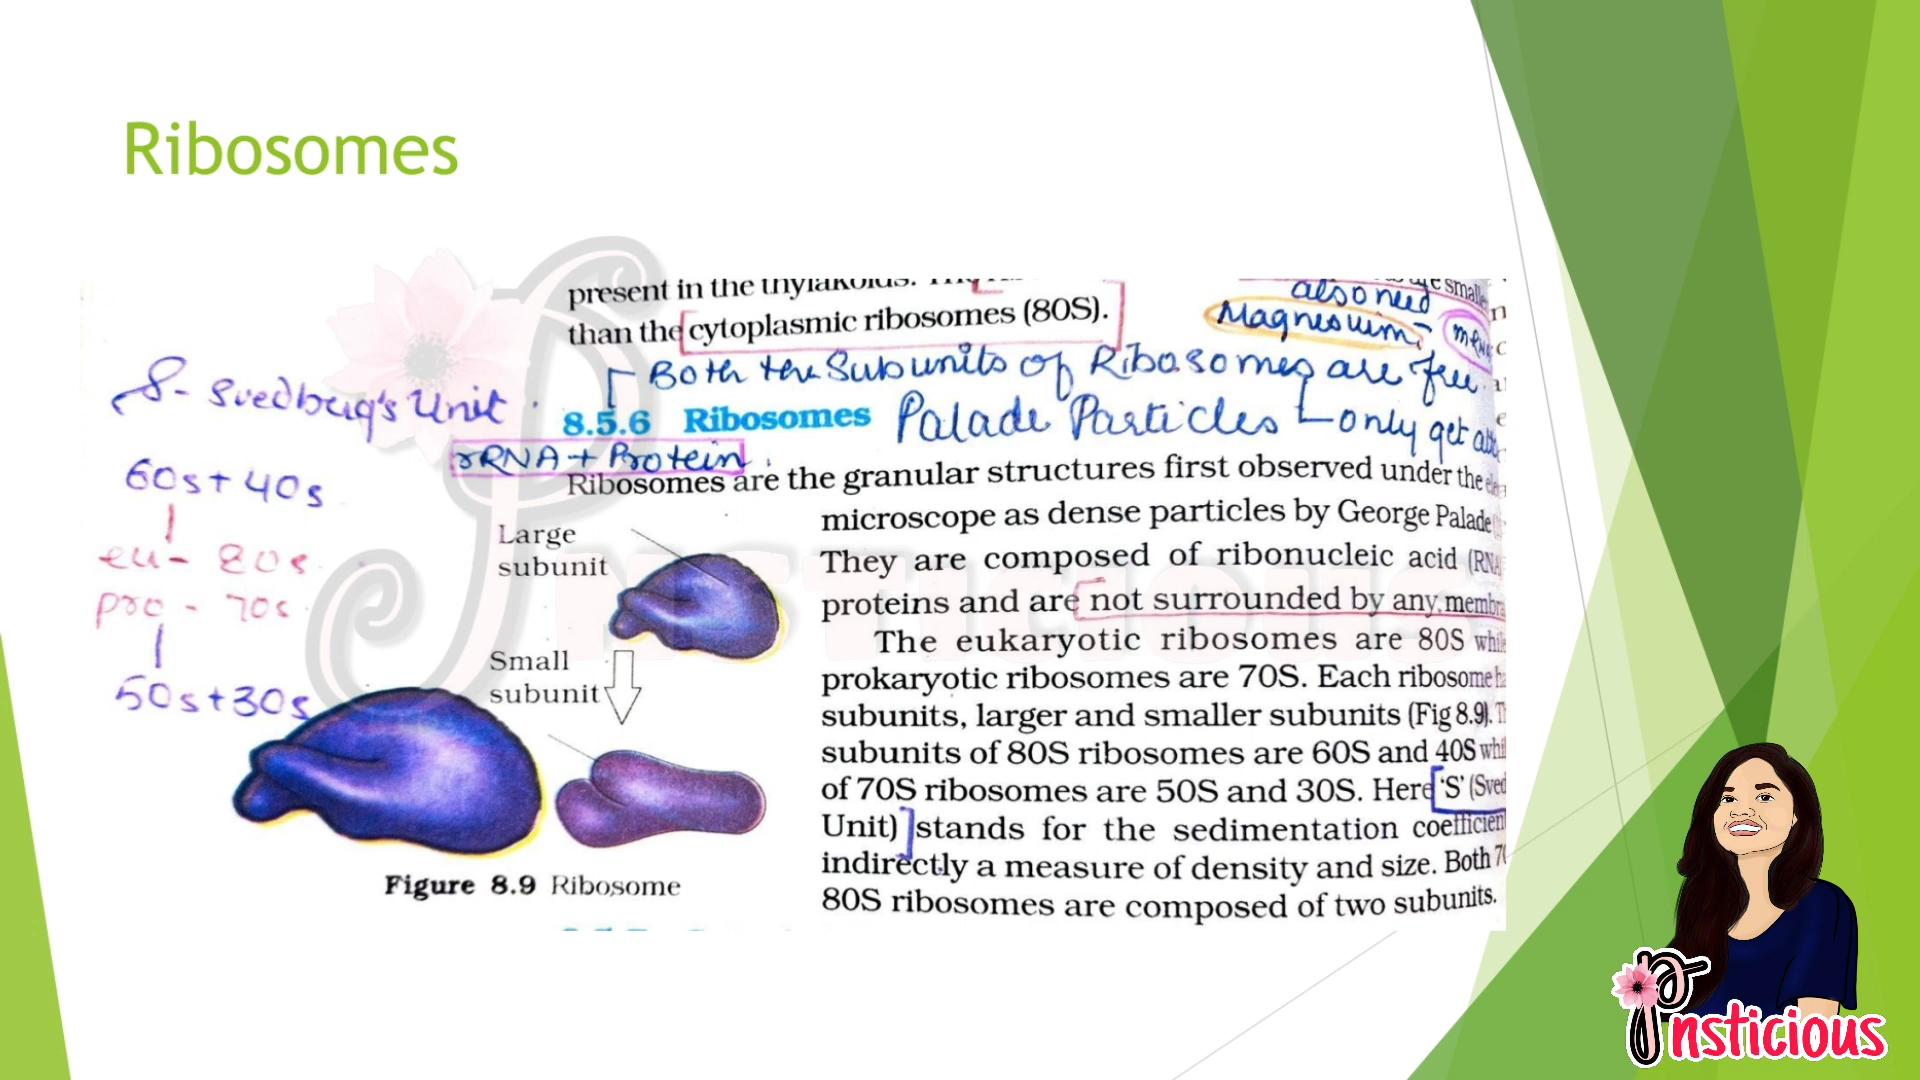 Ribosomes
present in the thylakoids.
than the cytoplasmic ribosomes (80S).
also need
Magnesium
Both the Subunits of Ribosomes are free
S- Svedberg's Unit
8.5.6 Ribosomes Palade Particles only get
rRNA + Protein
60s + 40s
Ribosomes are the granular structures first observed under the
Large
subunit
microscope as dense particles by George Palade
They are composed of ribonucleic acid (RNA
eu - 80s
pro - 70s
proteins and are not surrounded by any
The eukaryotic ribosomes are 80S
Small
subunit
50s + 30s
prokaryotic ribosomes are 70S. Each ribosome
subunits, larger and smaller subunits (Fig 8.9).
subunits of 80S ribosomes are 60S and 40S
of 70S ribosomes are 50S and 30S. Here 'S' (Sved
Unit) stands for the sedimentation coefficien
indirectly a measure of density and size. Both 70
80S ribosomes are composed of two subunits.
Figure 8.9 Ribosome
Pnsticious